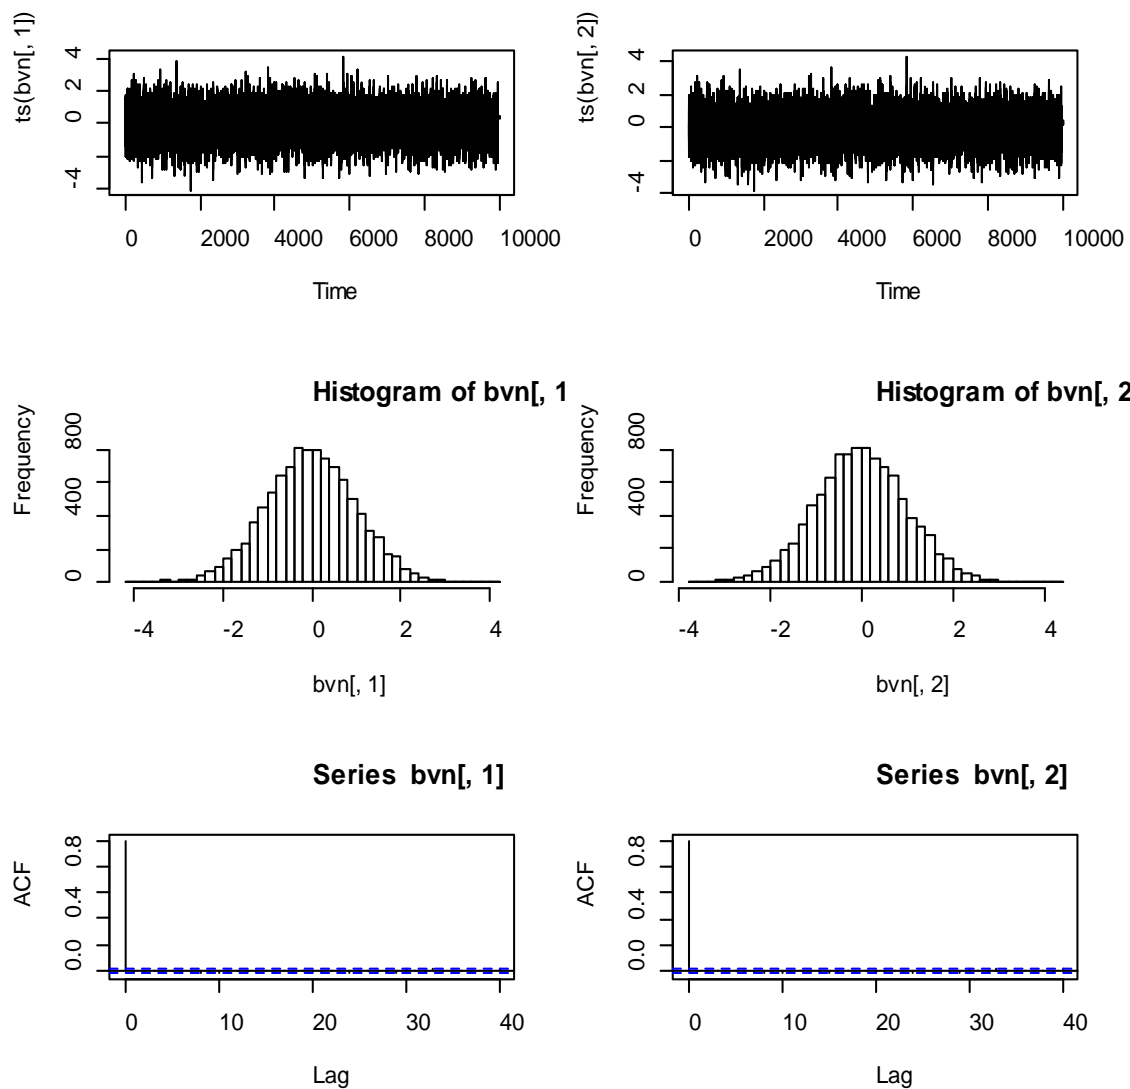 ts(bvn[, 1])
4
2
0
-4
0 2000 4000 6000 8000 10000
Time
ts(bvn[, 2])
4
2
0
-4
0 2000 4000 6000 8000 10000
Time
Histogram of bvn[, 1
Frequency
800
400
0
-4 -2 0 2 4
bvn[, 1]
Histogram of bvn[, 2
Frequency
800
400
0
-4 -2 0 2 4
bvn[, 2]
Series bvn[, 1]
ACF
0.8
0.4
0.0
0 10 20 30 40
Lag
Series bvn[, 2]
ACF
0.8
0.4
0.0
0 10 20 30 40
Lag